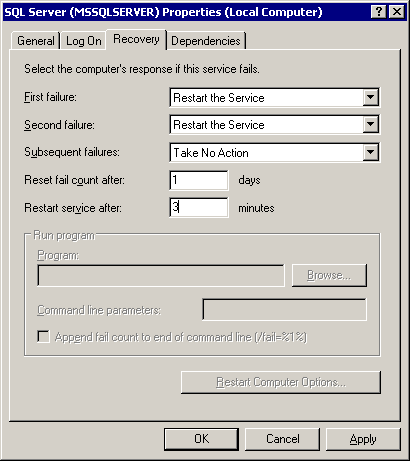 SQL Server (MSSQLSERVER) Properties (Local Computer)
General Log On Recovery Dependencies
Select the computer's response if this service fails.
First failure: Restart the Service
Second failure: Restart the Service
Subsequent failures: Take No Action
Reset fail count after: 1 days
Restart service after: 3 minutes
Run program
Program:
Browse...
Command line parameters:
Append fail count to end of command line (/fail=%1%)
Restart Computer Options...
OK Cancel Apply